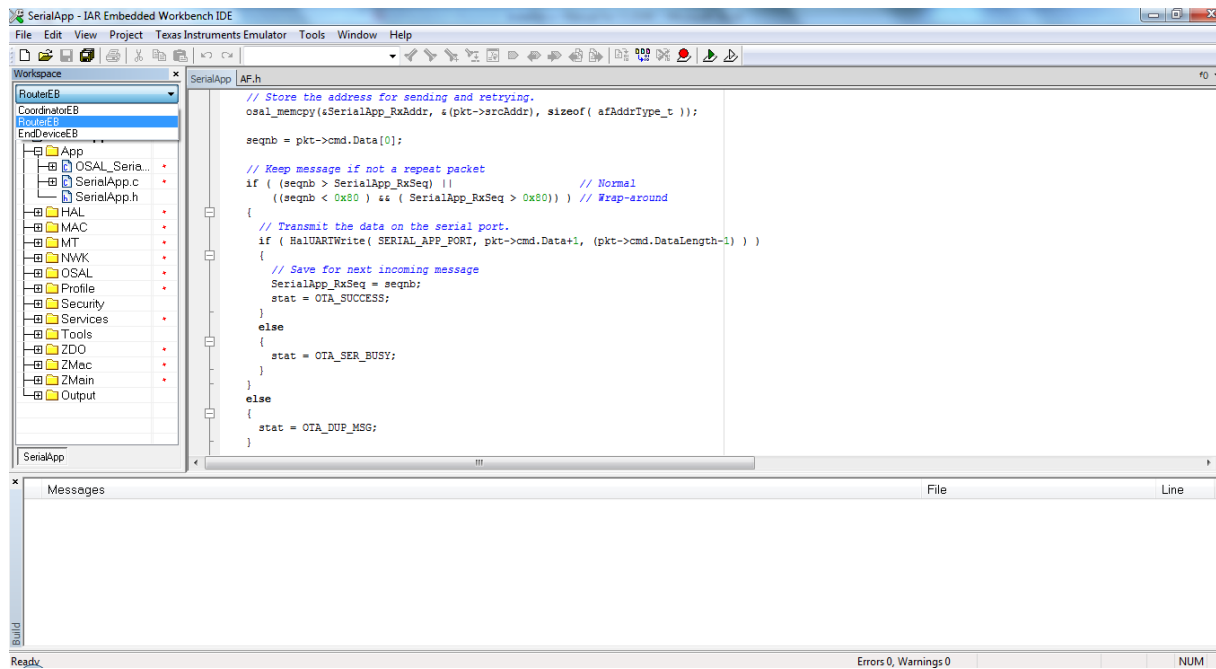 SerialApp - IAR Embedded Workbench IDE
File Edit View Project Texas Instruments Emulator Tools Window Help
Workspace
RouterEB
CoordinatorEB
RouterEB
EndDeviceEB
App
OSAL_Seria...
SerialApp.c
SerialApp.h
HAL
MAC
MT
NWK
OSAL
Profile
Security
Services
Tools
ZDO
ZMac
ZMain
Output
SerialApp
SerialApp AF.h
f0
// Store the address for sending and retrying.
osal_memcpy(&SerialApp_RxAddr, &(pkt->srcAddr), sizeof( afAddrType_t ));
seqnb = pkt->cmd.Data[0];
// Keep message if not a repeat packet
if ( (seqnb > SerialApp_RxSeq) || // Normal
((seqnb < 0x80 ) && ( SerialApp_RxSeq > 0x80)) ) // Wrap-around
{
// Transmit the data on the serial port.
if ( HalUARTWrite( SERIAL_APP_PORT, pkt->cmd.Data+1, (pkt->cmd.DataLength-1) ) )
{
// Save for next incoming message
SerialApp_RxSeq = seqnb;
stat = OTA_SUCCESS;
}
else
{
stat = OTA_SER_BUSY;
}
}
else
{
stat = OTA_DUP_MSG;
}
Messages File Line
Build
Ready Errors 0, Warnings 0 NUM